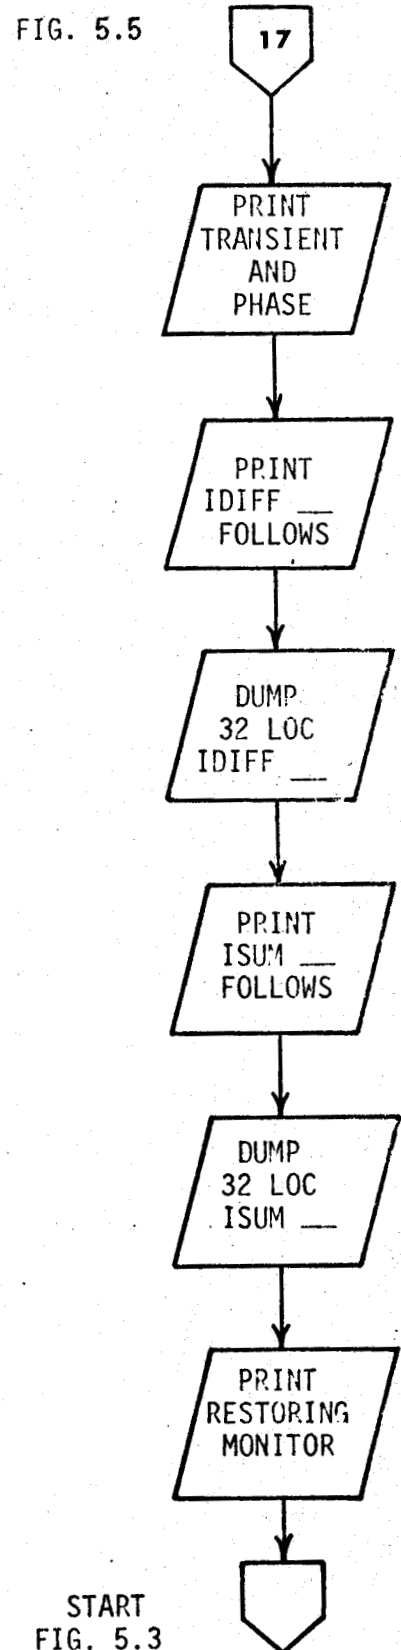 FIG. 5.5
17
PRINT
TRANSIENT
AND
PHASE
PRINT
IDIFF __
FOLLOWS
DUMP
32 LOC
IDIFF __
PRINT
ISUM __
FOLLOWS
DUMP
32 LOC
ISUM __
PRINT
RESTORING
MONITOR
START
FIG. 5.3